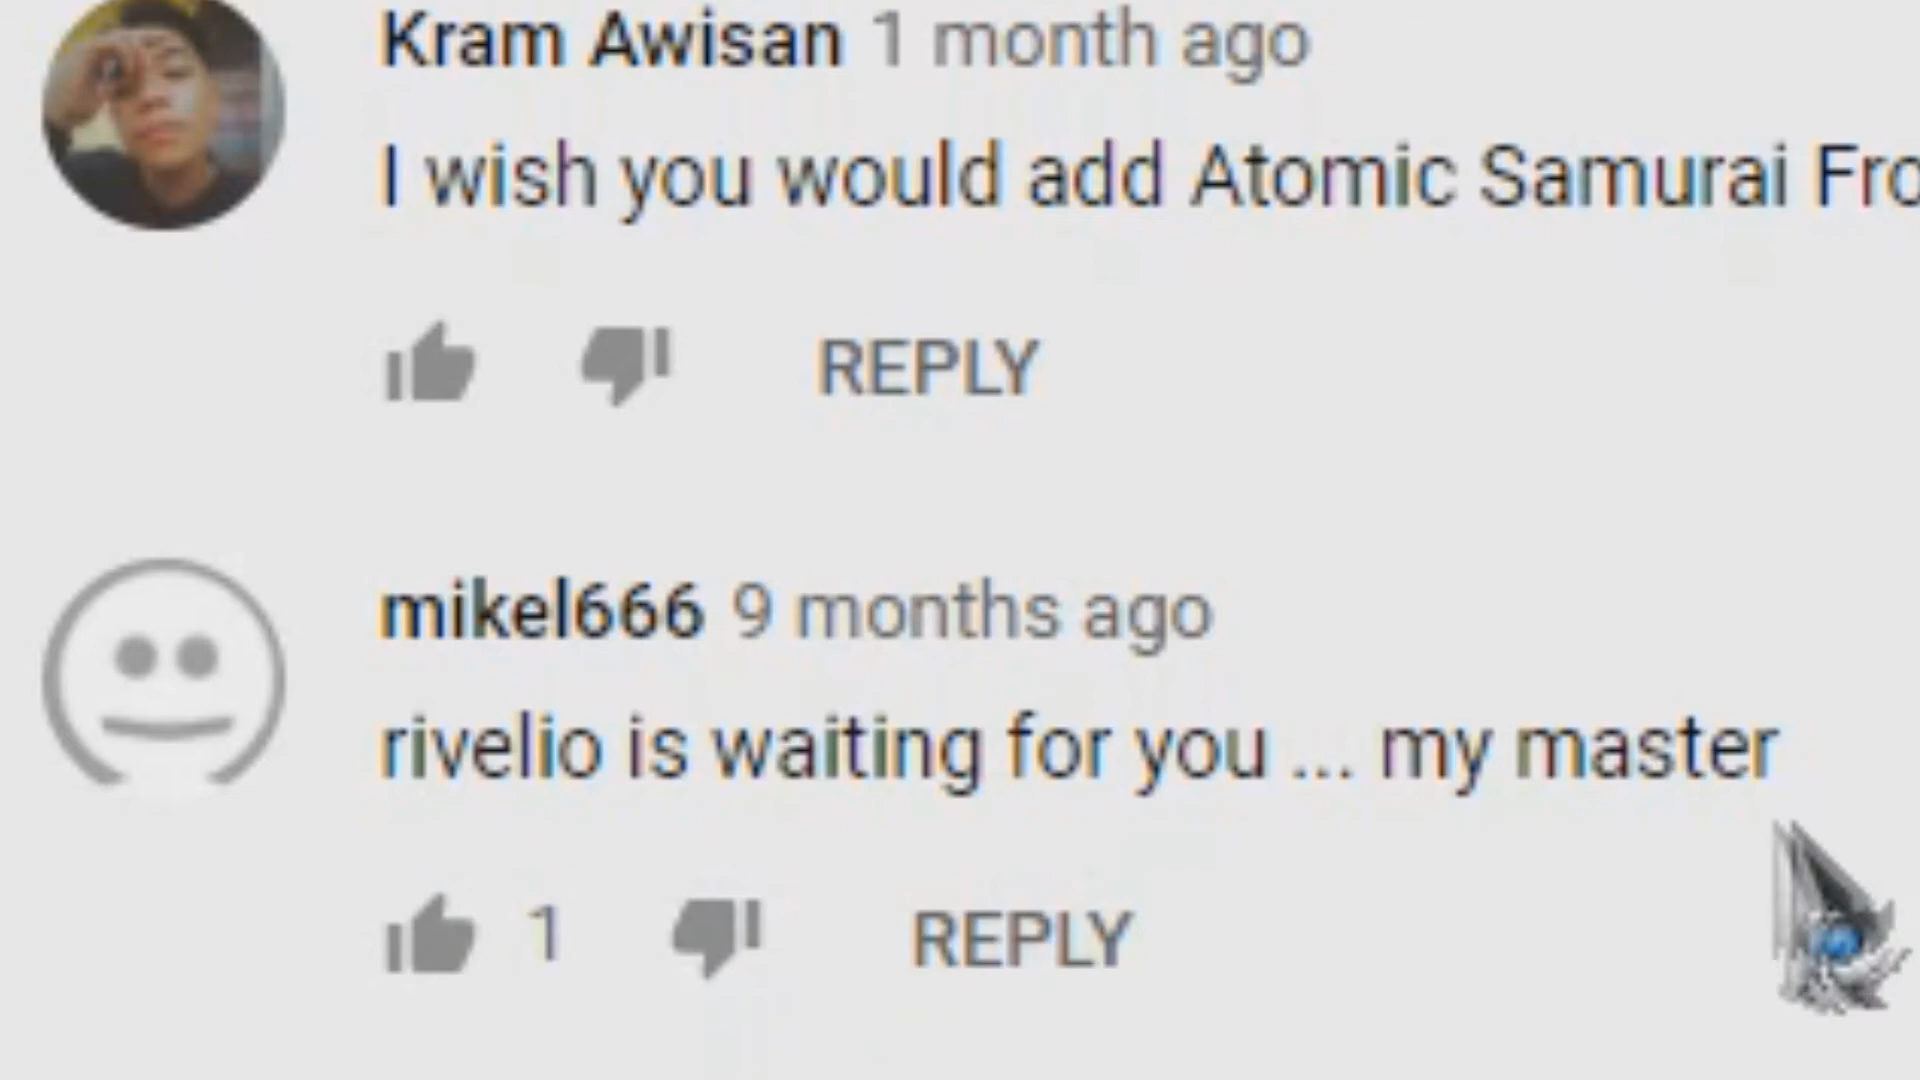 Kram Awisan 1 month ago
I wish you would add Atomic Samurai
REPLY
mikel666 9 months ago
rivelio is waiting for you ... my master
1 REPLY